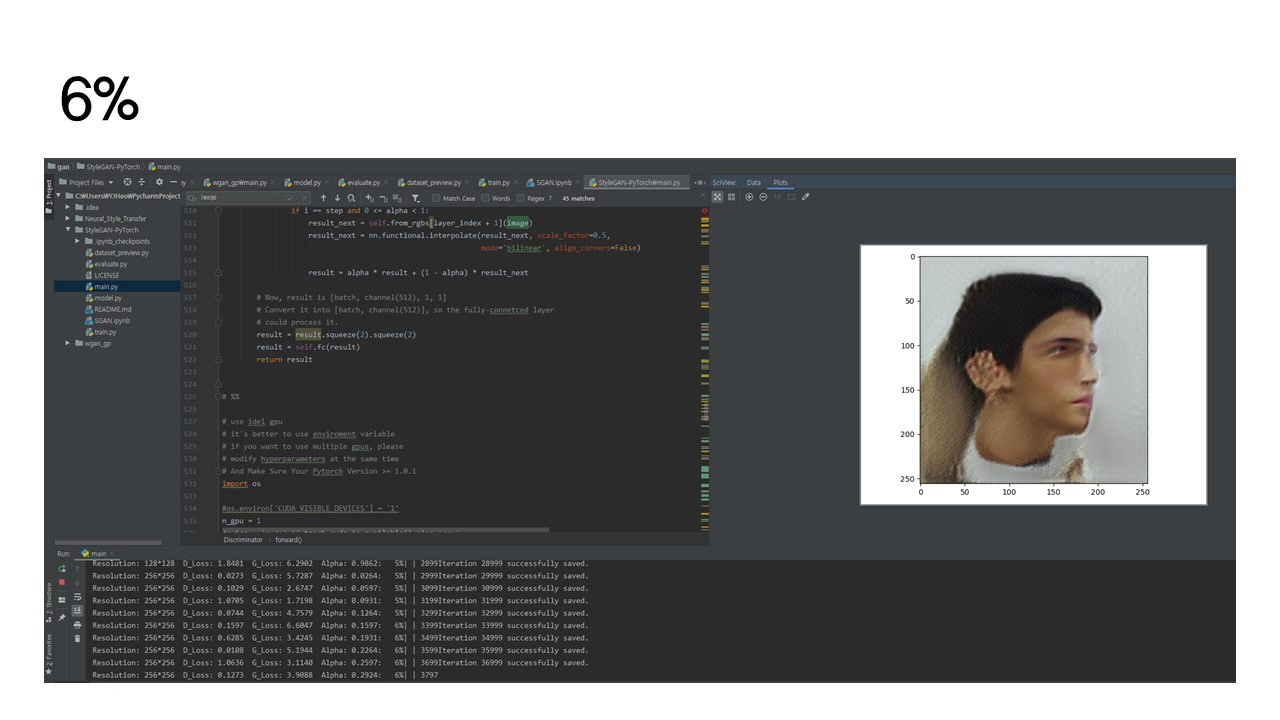 6%
gan StyleGAN-PyTorch main.py
Project Files
py wgan_gp\main.py model.py evaluate.py dataset_preview.py train.py SGAN.ipynb StyleGAN-PyTorch\main.py
SciView: Data Plots
1: Project
C:\Users\YJHeo\PycharmProject
.idea
Neural_Style_Transfer
StyleGAN-PyTorch
.ipynb_checkpoints
dataset_preview.py
evaluate.py
LICENSE
main.py
model.py
README.md
SGAN.ipynb
train.py
wgan_gp
image Match Case Words Regex ? 45 matches
510 if i == step and 0 <= alpha < 1:
511 result_next = self.from_rgbs[layer_index + 1](image)
512 result_next = nn.functional.interpolate(result_next, scale_factor=0.5,
513 mode='bilinear', align_corners=False)
514
515 result = alpha * result + (1 - alpha) * result_next
516
517 # Now, result is [batch, channel(512), 1, 1]
518 # Convert it into [batch, channel(512)], so the fully-connetced layer
519 # could process it.
520 result = result.squeeze(2).squeeze(2)
521 result = self.fc(result)
522 return result
523
524
525 # %%
526
527 # use idel gpu
528 # it's better to use enviroment variable
529 # if you want to use multiple gpus, please
530 # modify hyperparameters at the same time
531 # And Make Sure Your Pytorch Version >= 1.0.1
532 import os
533
534 #os.environ['CUDA_VISIBLE_DEVICES'] = '1'
535 n_gpu = 1
Discriminator forward()
1:1
0
50
100
150
200
250
0 50 100 150 200 250
Run: main
Resolution: 128*128 D_Loss: 1.8481 G_Loss: 6.2902 Alpha: 0.9862: 5%| | 2899Iteration 28999 successfully saved.
Resolution: 256*256 D_Loss: 0.0273 G_Loss: 5.7287 Alpha: 0.0264: 5%| | 2999Iteration 29999 successfully saved.
Resolution: 256*256 D_Loss: 0.1029 G_Loss: 2.6747 Alpha: 0.0597: 5%| | 3099Iteration 30999 successfully saved.
Resolution: 256*256 D_Loss: 1.0705 G_Loss: 1.7198 Alpha: 0.0931: 5%| | 3199Iteration 31999 successfully saved.
Resolution: 256*256 D_Loss: 0.0744 G_Loss: 4.7579 Alpha: 0.1264: 5%| | 3299Iteration 32999 successfully saved.
Resolution: 256*256 D_Loss: 0.1597 G_Loss: 6.6047 Alpha: 0.1597: 6%| | 3399Iteration 33999 successfully saved.
Resolution: 256*256 D_Loss: 0.6285 G_Loss: 3.4245 Alpha: 0.1931: 6%| | 3499Iteration 34999 successfully saved.
Resolution: 256*256 D_Loss: 0.0108 G_Loss: 5.1944 Alpha: 0.2264: 6%| | 3599Iteration 35999 successfully saved.
Resolution: 256*256 D_Loss: 1.0636 G_Loss: 3.1140 Alpha: 0.2597: 6%| | 3699Iteration 36999 successfully saved.
Resolution: 256*256 D_Loss: 0.1273 G_Loss: 3.9088 Alpha: 0.2924: 6%| | 3797
Z: Structure
2: Favorites